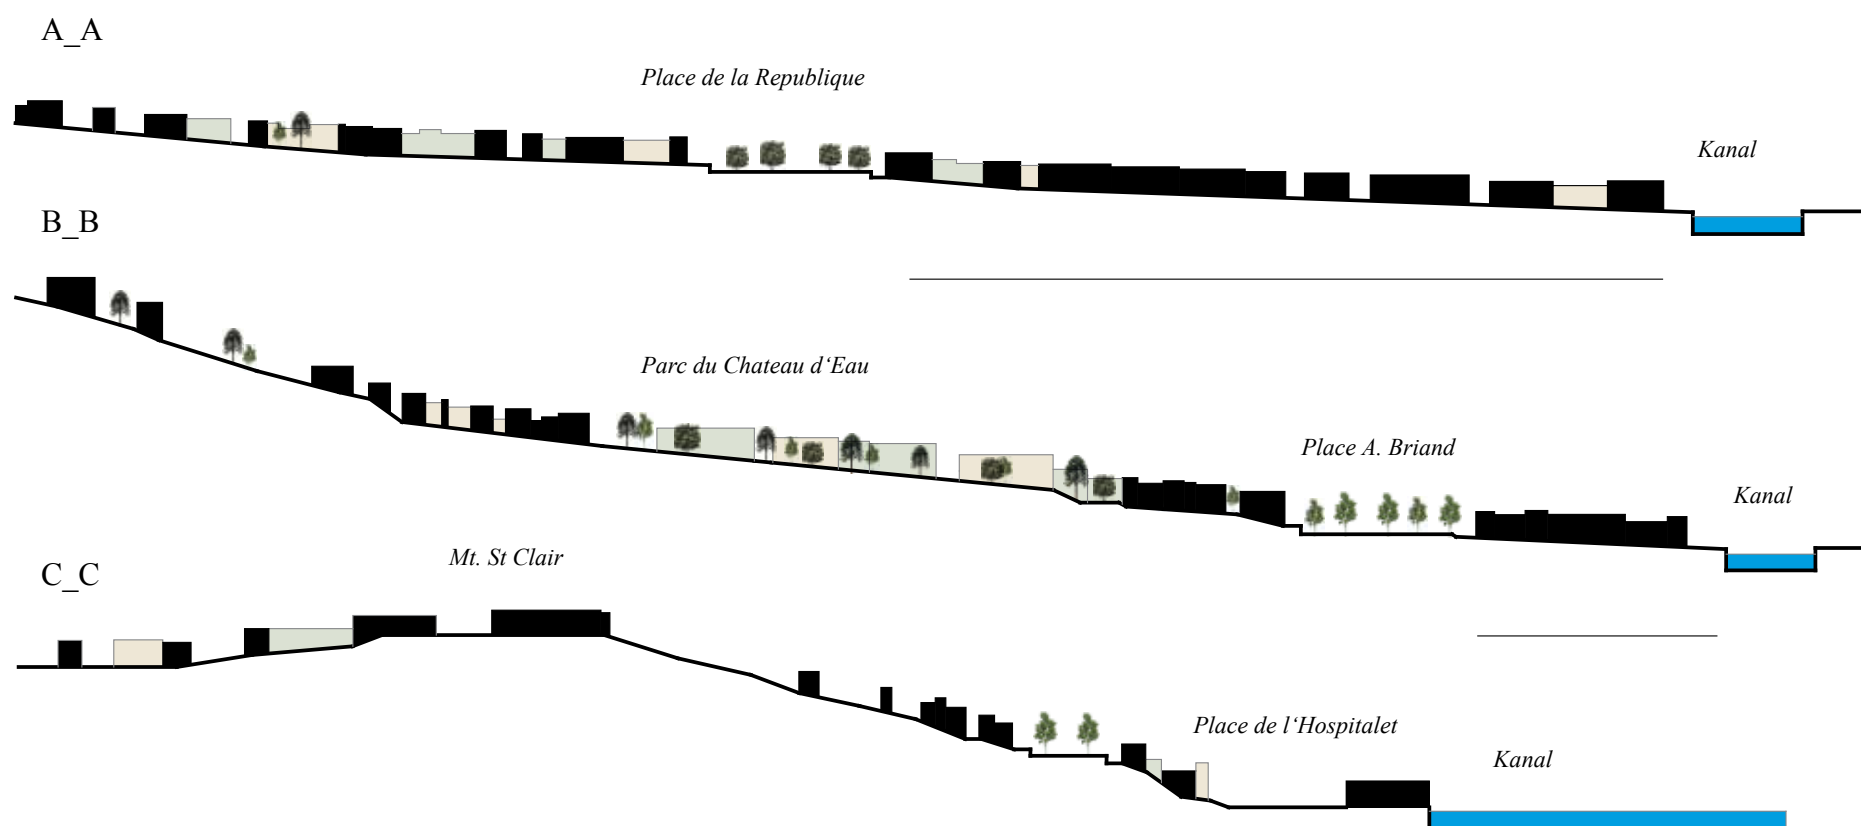 A_A
Place de la Republique
Kanal
B_B
Parc du Chateau d‘Eau
Place A. Briand
Kanal
Mt. St Clair
C_C
Place de l‘Hospitalet
Kanal